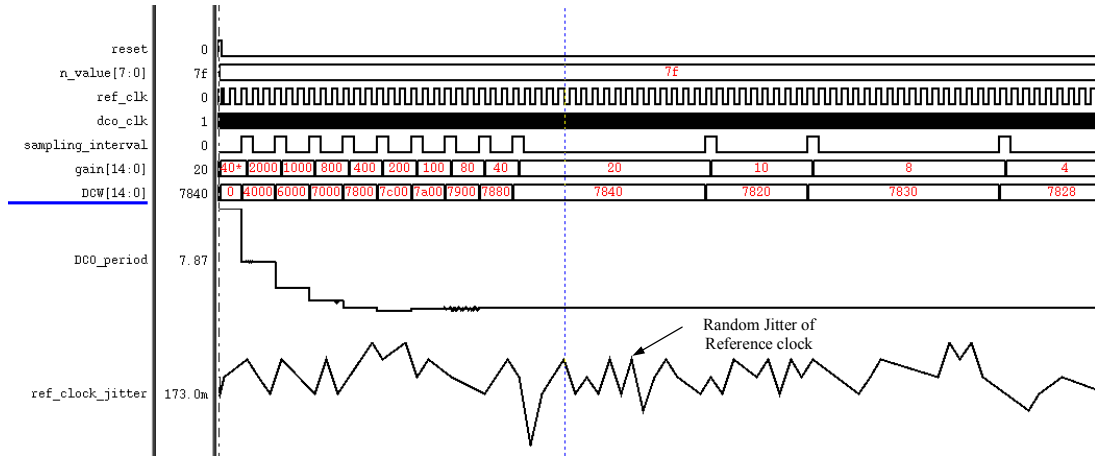 reset 0
n_value[7:0] 7f 7f
ref_clk 0
dco_clk 1
sampling_interval 0
gain[14:0] 20 40* 2000 1000 800 400 200 100 80 40 20 10 8 4
DCW[14:0] 7840 0 4000 6000 7000 7800 7c00 7a00 7900 7880 7840 7820 7830 7828
DCO_period 7.87
Random Jitter of
Reference clock
ref_clock_jitter 173.0m